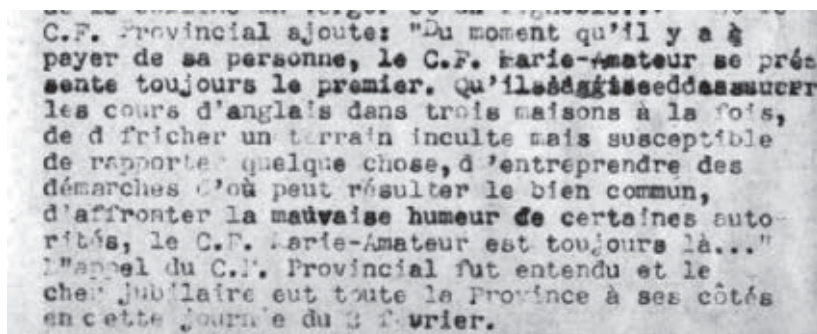 C.F. Provincial ajoute: "Du moment qu'il y a à
payer de sa personne, le C.F. Marie-Amateur se pré
sente toujours le premier. Qu'il
les cours d'anglais dans trois maisons à la fois,
de d fricher un terrain inculte mais susceptible
de rapporter quelque chose,d'entreprendre des
démarches d'où peut résulter le bien commun,
d'affronter la mauvaise humeur de certaines auto-
rités, le C.F. Marie-Amateur est toujours là..."
L"appel du C.F. Provincial fut entendu et le
cher jubilaire eut toute la Province à ses côtés
en cette journée du février.